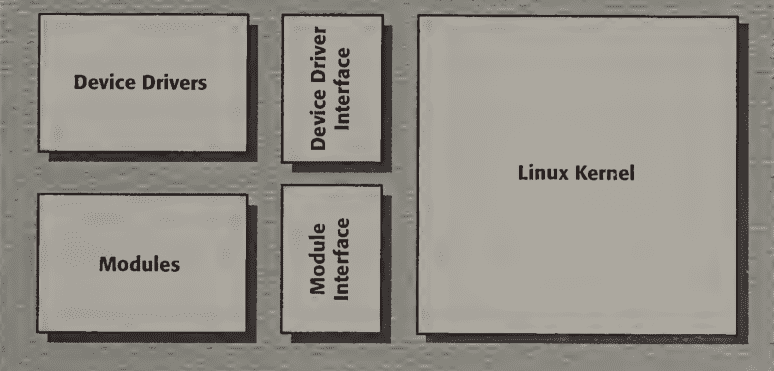 Device Drivers
Device Driver
Interface
Linux Kernel
Modules
Module
Interface